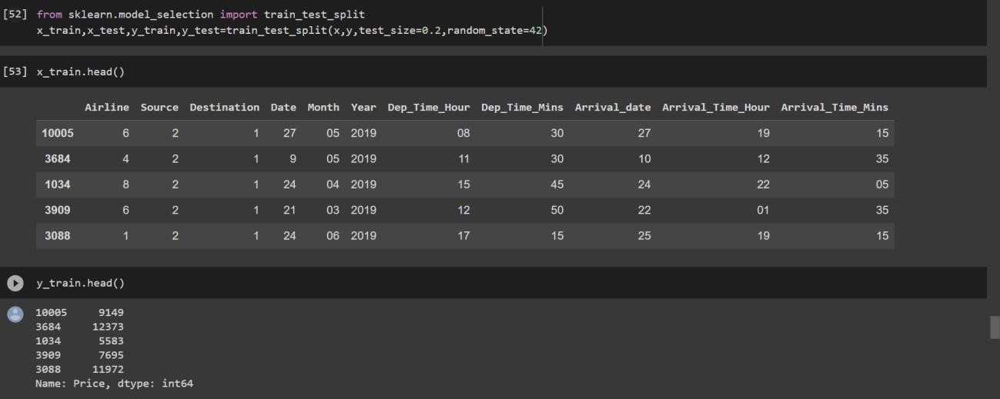 [52] from sklearn.model_selection import train_test_split
x_train,x_test,y_train,y_test=train_test_split(x,y,test_size=0.2,random_state=42)
[53] x_train.head()
Airline Source Destination Date Month Year Dep_Time_Hour Dep_Time_Mins Arrival_date Arrival_Time_Hour Arrival_Time_Mins
10005 6 2 1 27 05 2019 08 30 27 19 15
3684 4 2 1 9 05 2019 11 30 10 12 35
1034 8 2 1 24 04 2019 15 45 24 22 05
3909 6 2 1 21 03 2019 12 50 22 01 35
3088 1 2 1 24 06 2019 17 15 25 19 15
y_train.head()
10005 9149
3684 12373
1034 5583
3909 7695
3088 11972
Name: Price, dtype: int64